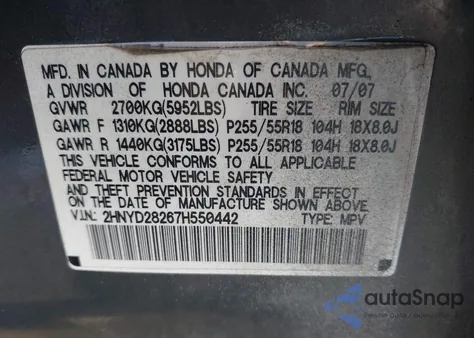 MFD. IN CANADA BY HONDA OF CANADA MFG.,
A DIVISION OF HONDA CANADA INC. 07/07
GVWR 2700KG(5952LBS) TIRE SIZE RIM SIZE
GAWR F 1310KG(2888LBS) P255/55R18 104H 18X8.0J
GAWR R 1440KG(3175LBS) P255/55R18 104H 18X8.0J
THIS VEHICLE CONFORMS TO ALL APPLICABLE
FEDERAL MOTOR VEHICLE SAFETY
AND THEFT PREVENTION STANDARDS IN EFFECT
ON THE DATE OF MANUFACTURE SHOWN ABOVE.
V.I.N: 2HNYD28267H550442 TYPE: MPV
autoSnap